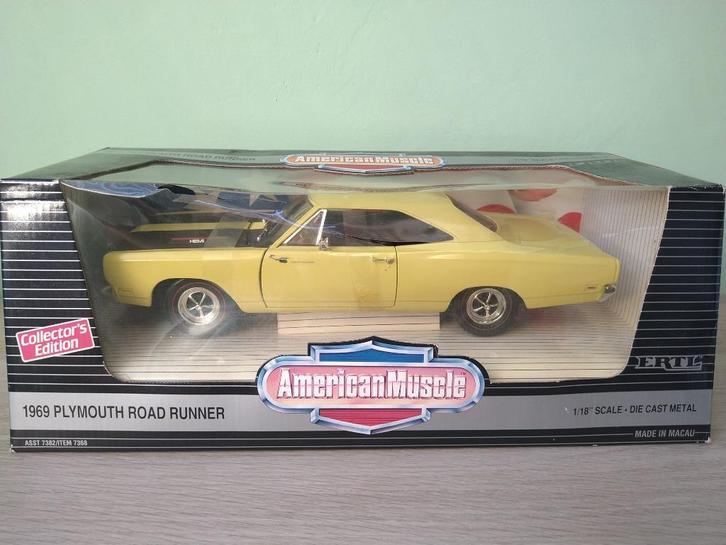 AmericanMuscle
HEMI
Collector's
Edition
AmericanMuscle
ERTL
1969 PLYMOUTH ROAD RUNNER
1/18" SCALE • DIE CAST METAL
ASST 7382/ITEM 7368
MADE IN MACAU